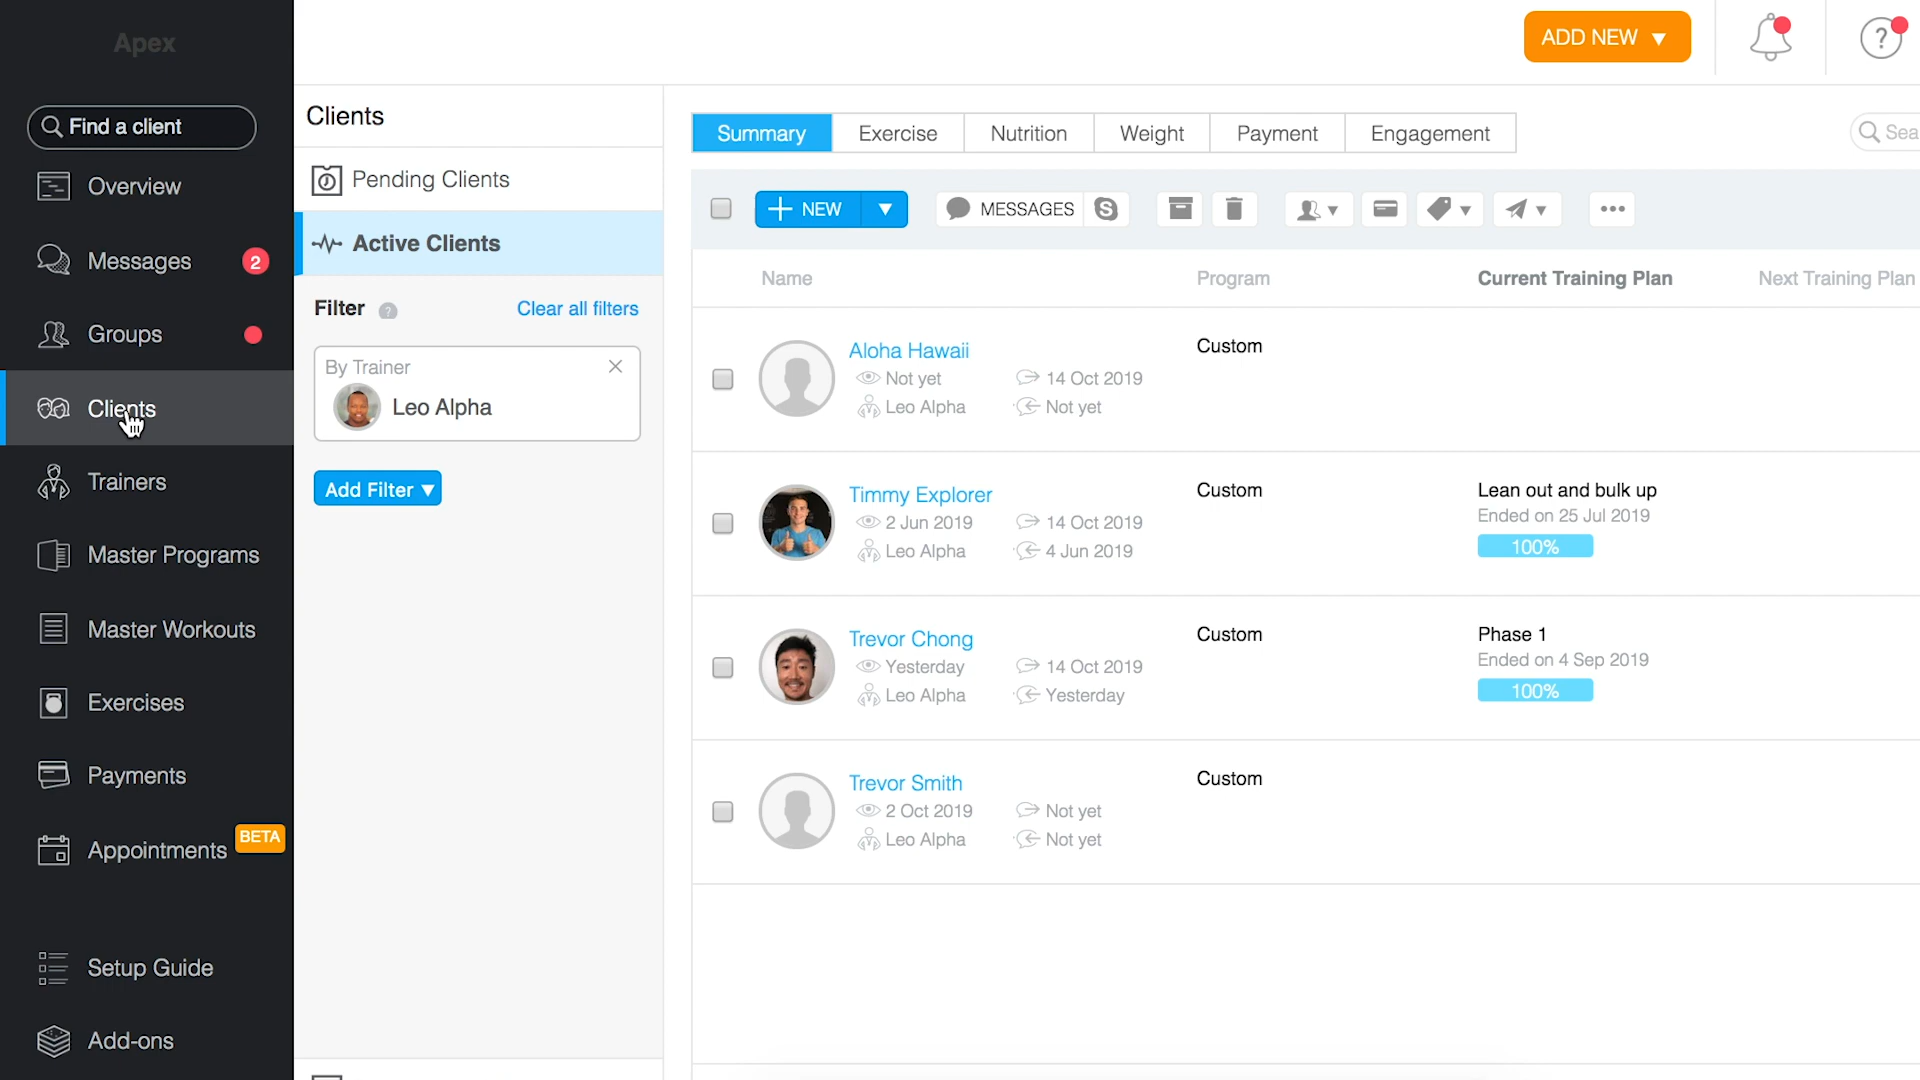 Apex
Find a client
Overview
Messages
2
Groups
Clients
Trainers
Master Programs
Master Workouts
Exercises
Payments
Appointments
BETA
Setup Guide
Add-ons
ADD NEW
?
Clients
Pending Clients
Active Clients
Filter ?
Clear all filters
By Trainer
Leo Alpha
Add Filter
Summary
Exercise
Nutrition
Weight
Payment
Engagement
Sea
NEW
MESSAGES
Name
Program
Current Training Plan
Next Training Plan
Aloha Hawaii
Not yet
14 Oct 2019
Leo Alpha
Not yet
Custom
Timmy Explorer
2 Jun 2019
14 Oct 2019
Leo Alpha
4 Jun 2019
Custom
Lean out and bulk up
Ended on 25 Jul 2019
100%
Trevor Chong
Yesterday
14 Oct 2019
Leo Alpha
Yesterday
Custom
Phase 1
Ended on 4 Sep 2019
100%
Trevor Smith
2 Oct 2019
Not yet
Leo Alpha
Not yet
Custom